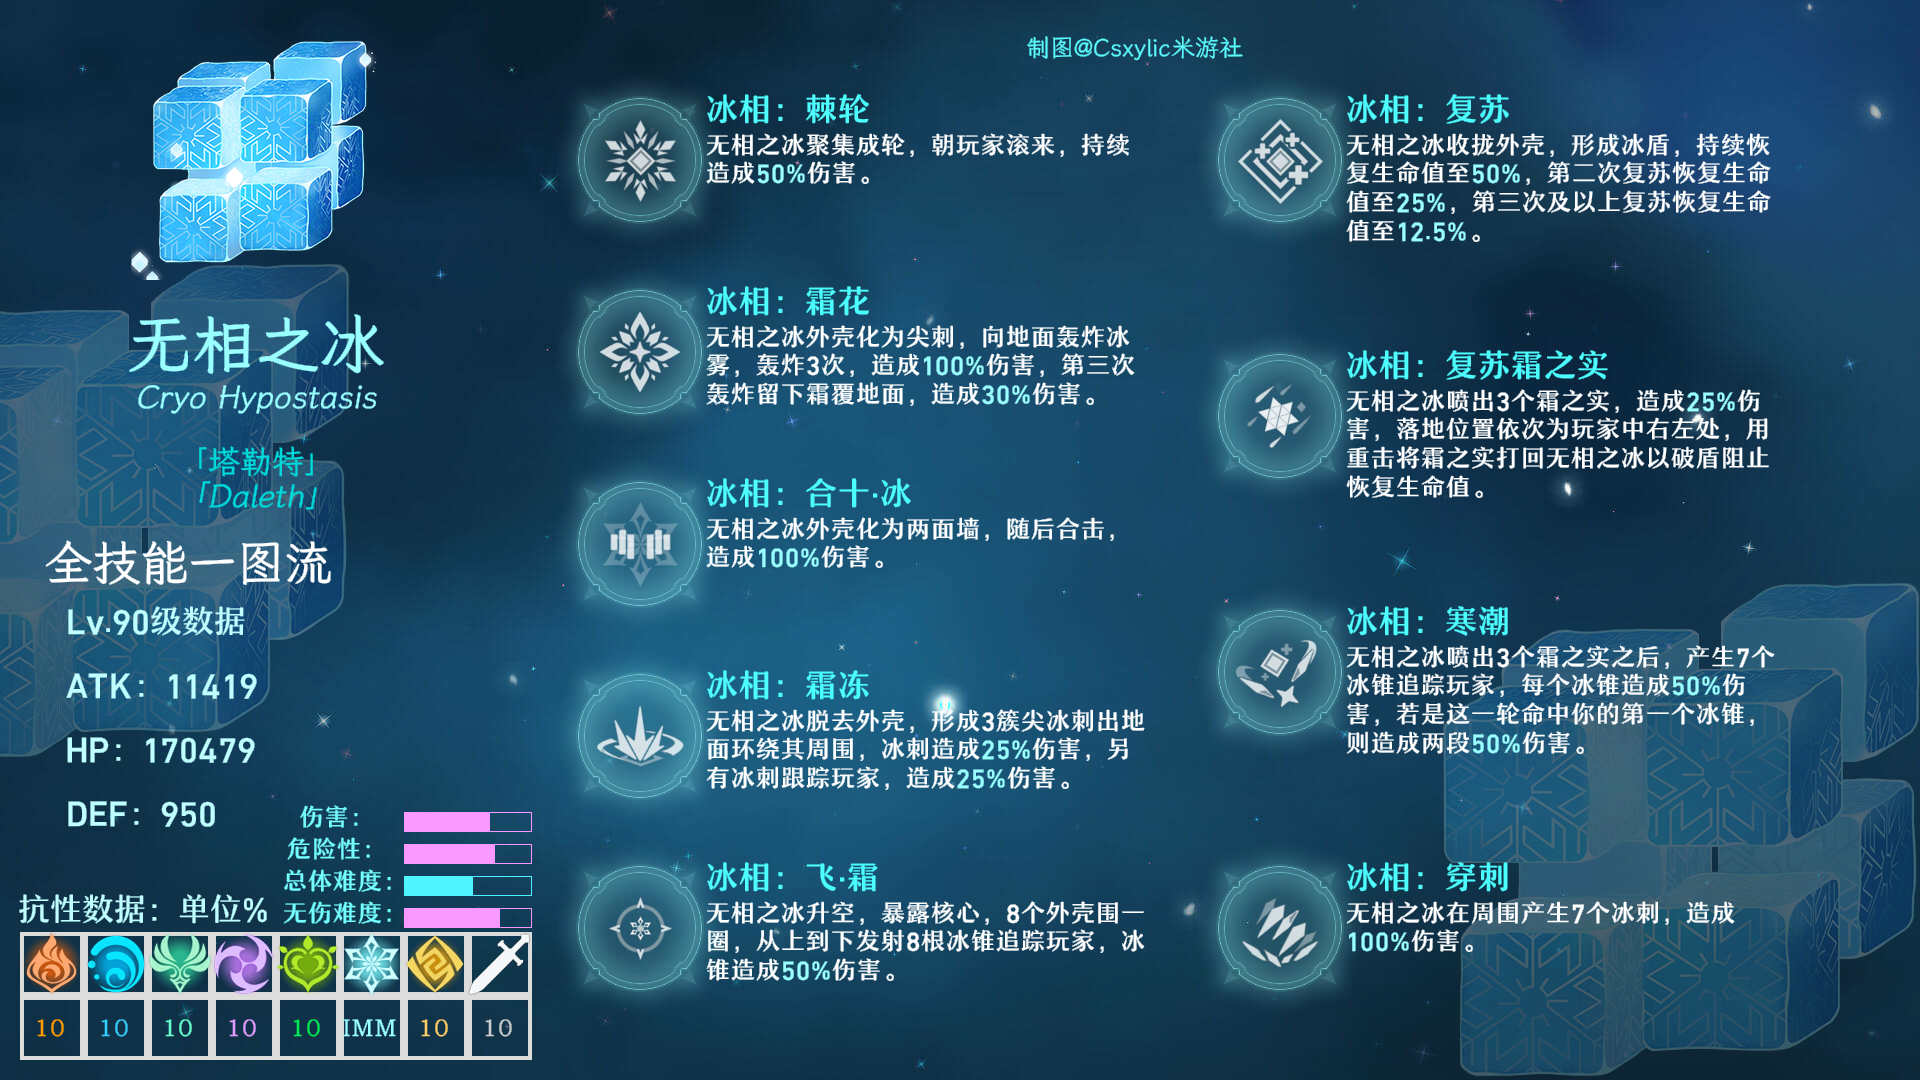 制图@Csxylic米游社
无相之冰
Cryo Hypostasis
「塔勒特」
「Daleth」
全技能一图流
Lv.90级数据
ATK：11419
HP：170479
DEF：950
伤害：
危险性：
总体难度：
无伤难度：
抗性数据：单位%
10 10 10 10 10 IMM 10 10
冰相：棘轮
无相之冰聚集成轮，朝玩家滚来，持续
造成50%伤害。
冰相：霜花
无相之冰外壳化为尖刺，向地面轰炸冰
雾，轰炸3次，造成100%伤害，第三次
轰炸留下霜覆地面，造成30%伤害。
冰相：合十·冰
无相之冰外壳化为两面墙，随后合击，
造成100%伤害。
冰相：霜冻
无相之冰脱去外壳，形成3簇尖冰刺出地
面环绕其周围，冰刺造成25%伤害，另
有冰刺跟踪玩家，造成25%伤害。
冰相：飞·霜
无相之冰升空，暴露核心，8个外壳围一
圈，从上到下发射8根冰锥追踪玩家，冰
锥造成50%伤害。
冰相：复苏
无相之冰收拢外壳，形成冰盾，持续恢
复生命值至50%，第二次复苏恢复生命
值至25%，第三次及以上复苏恢复生命
值至12.5%。
冰相：复苏霜之实
无相之冰喷出3个霜之实，造成25%伤
害，落地位置依次为玩家中右左处，用
重击将霜之实打回无相之冰以破盾阻止
恢复生命值。
冰相：寒潮
无相之冰喷出3个霜之实之后，产生7个
冰锥追踪玩家，每个冰锥造成50%伤
害，若是这一轮命中你的第一个冰锥，
则造成两段50%伤害。
冰相：穿刺
无相之冰在周围产生7个冰刺，造成
100%伤害。